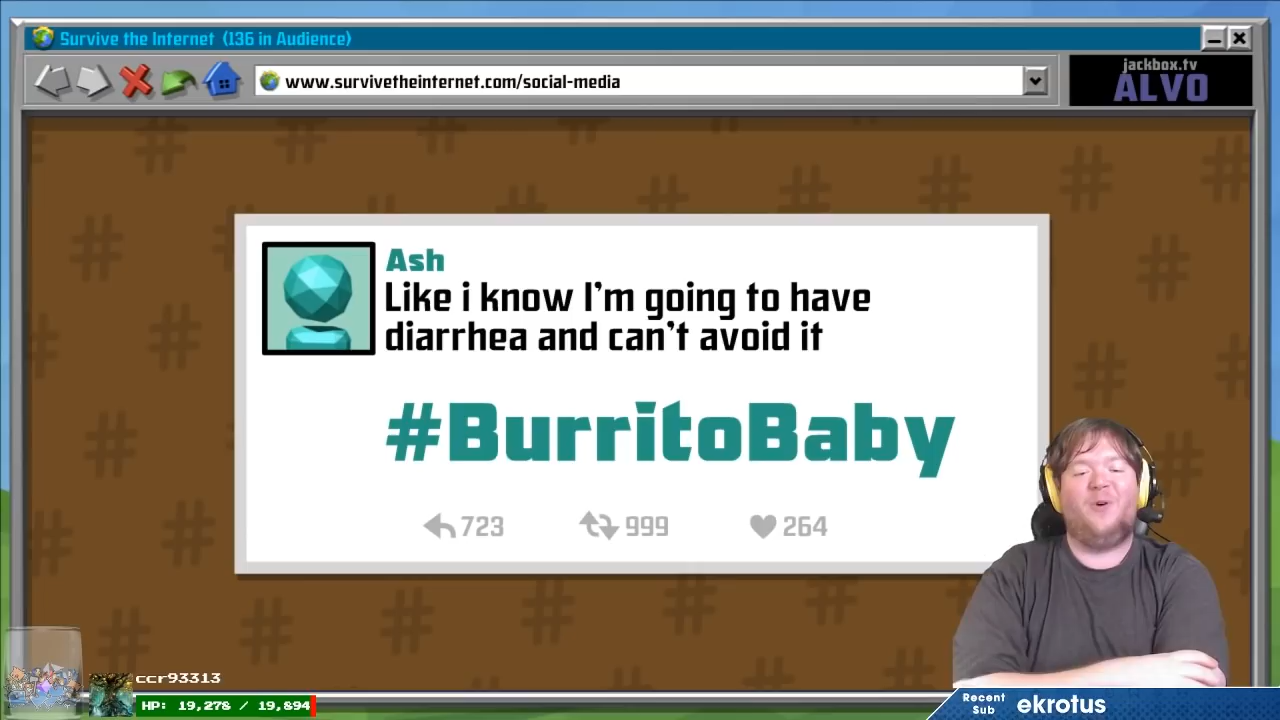 Survive the Internet (136 in Audience)
www.survivetheinternet.com/social-media
jackbox.tv
ALVO
Ash
Like i know I'm going to have
diarrhea and can't avoid it
#BurritoBaby
723 999 264
ccr93313
HP: 19,278 / 19,894
Recent
Sub
ekrotus